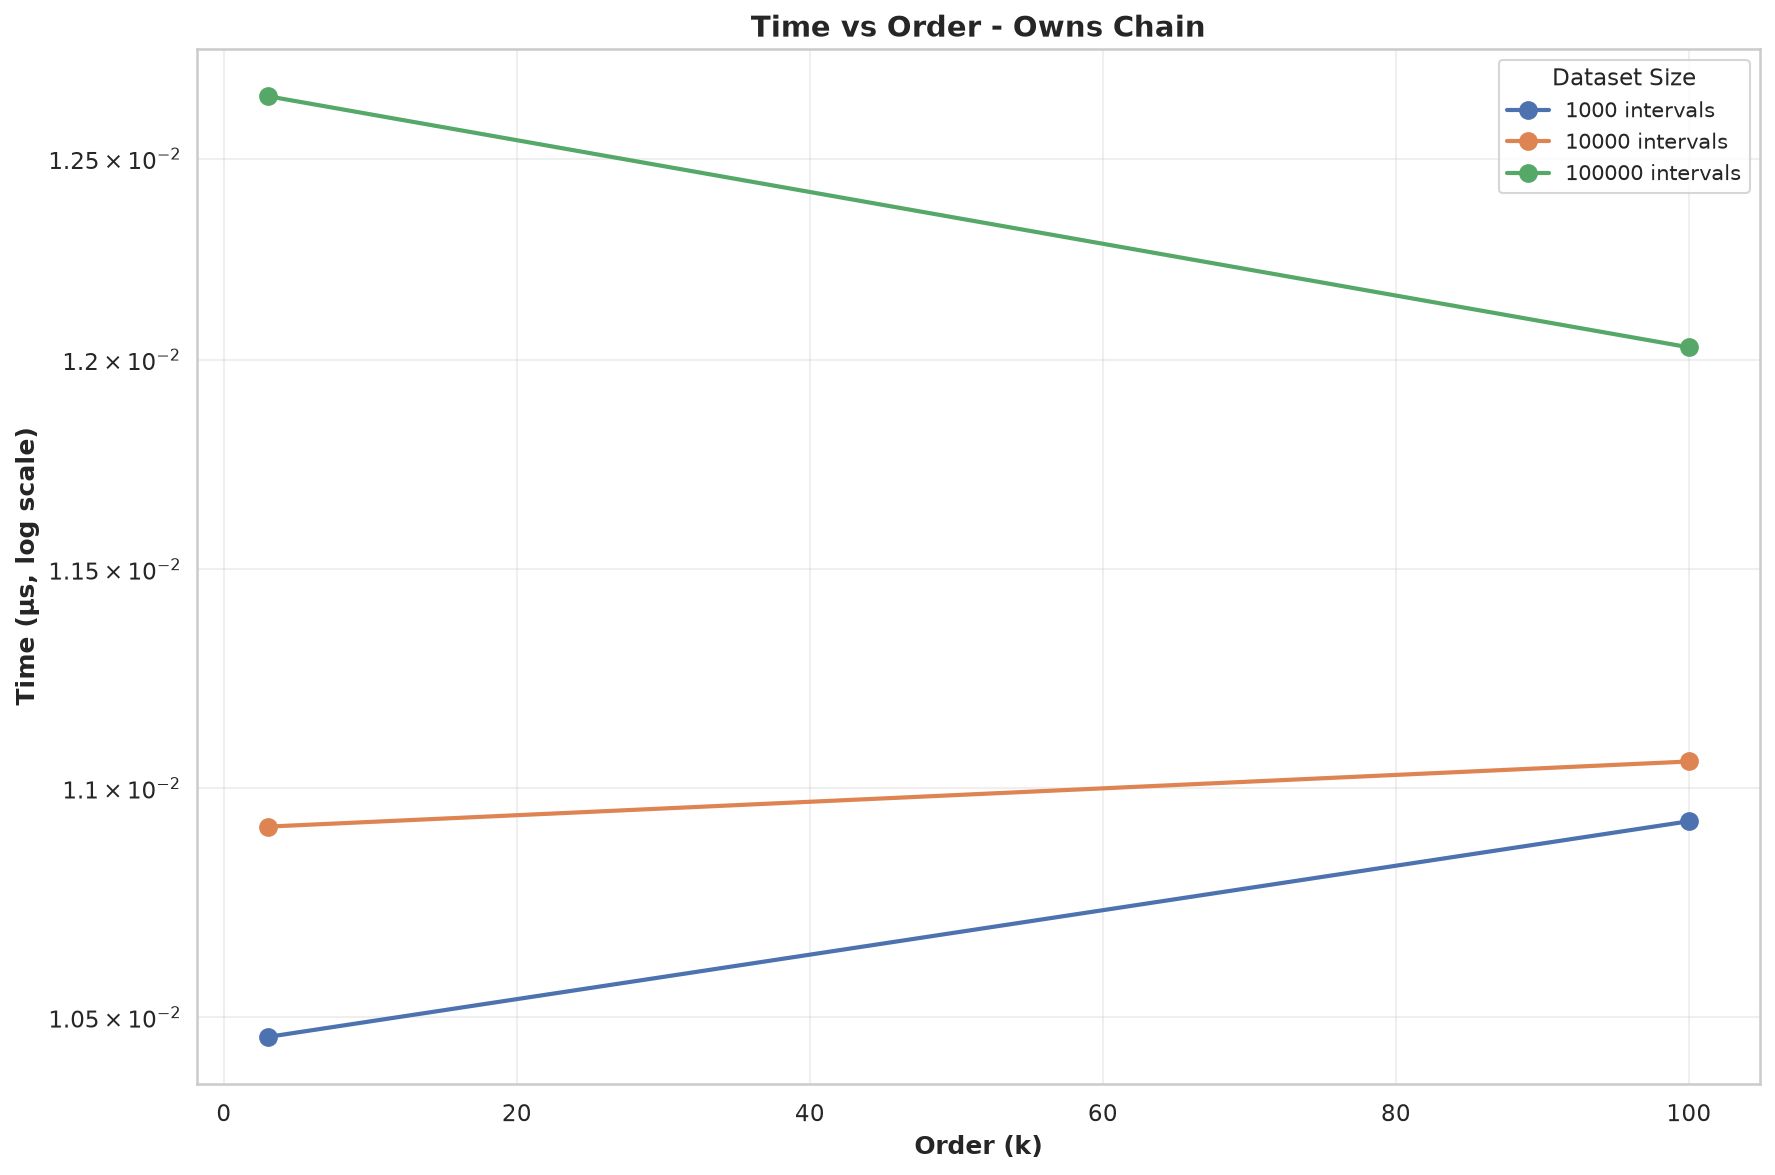 Time vs Order - Owns Chain
Dataset Size
1000 intervals
10000 intervals
100000 intervals
Time (µs, log scale)
1.25 × 10⁻²
1.2 × 10⁻²
1.15 × 10⁻²
1.1 × 10⁻²
1.05 × 10⁻²
0 20 40 60 80 100
Order (k)